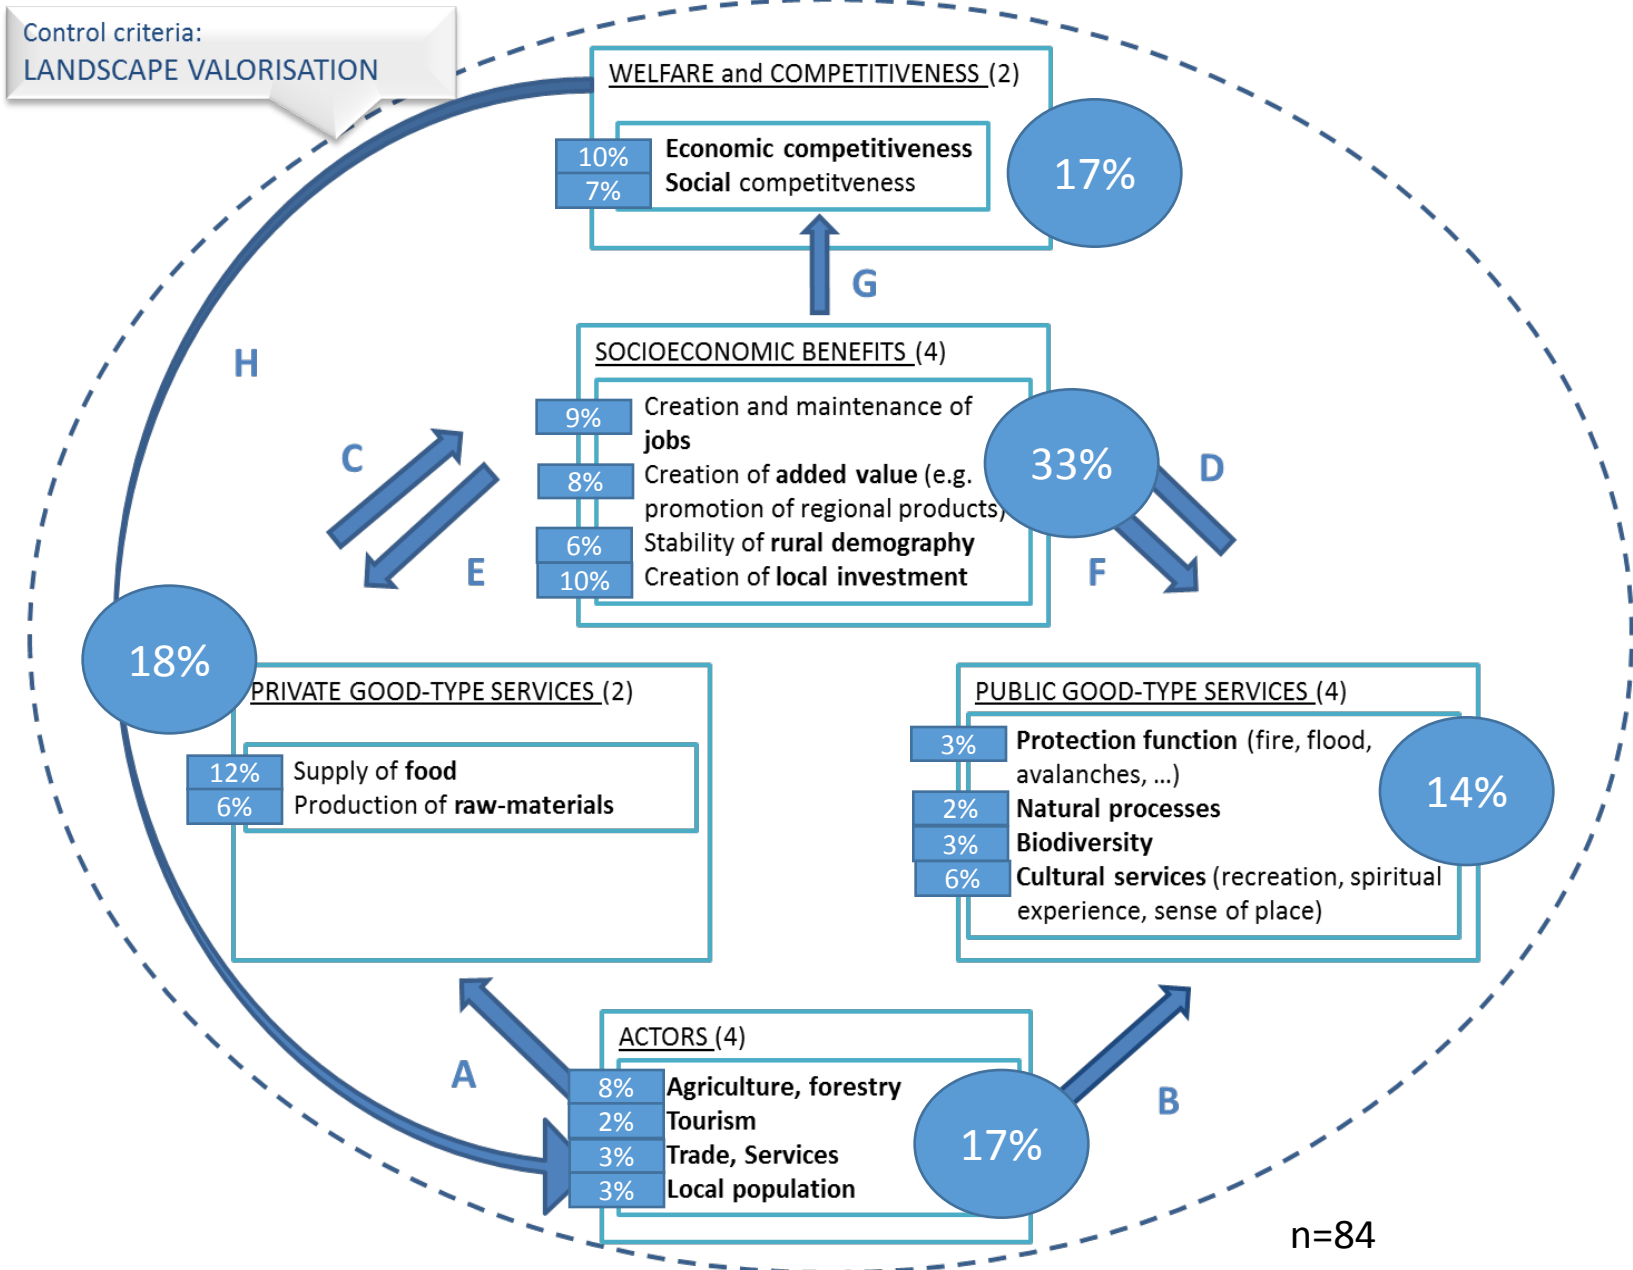 Control criteria:
LANDSCAPE VALORISATION
WELFARE and COMPETITIVENESS (2)
10% Economic competitiveness
7% Social competitveness
17%
G
H
SOCIOECONOMIC BENEFITS (4)
9% Creation and maintenance of
jobs
8% Creation of added value (e.g.
promotion of regional products)
6% Stability of rural demography
10% Creation of local investment
33%
C
D
E
F
18%
PRIVATE GOOD-TYPE SERVICES (2)
12% Supply of food
6% Production of raw-materials
PUBLIC GOOD-TYPE SERVICES (4)
3% Protection function (fire, flood,
avalanches, ...)
2% Natural processes
3% Biodiversity
6% Cultural services (recreation, spiritual
experience, sense of place)
14%
A
B
ACTORS (4)
8% Agriculture, forestry
2% Tourism
3% Trade, Services
3% Local population
17%
n=84